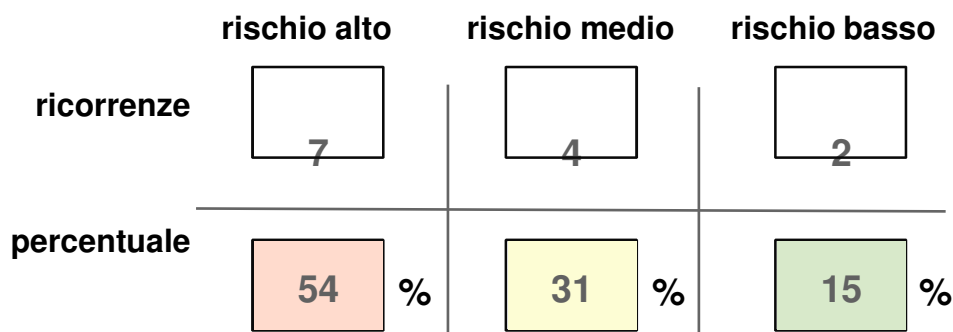 rischio alto rischio medio rischio basso
ricorrenze
7 4 2
percentuale
54 % 31 % 15 %